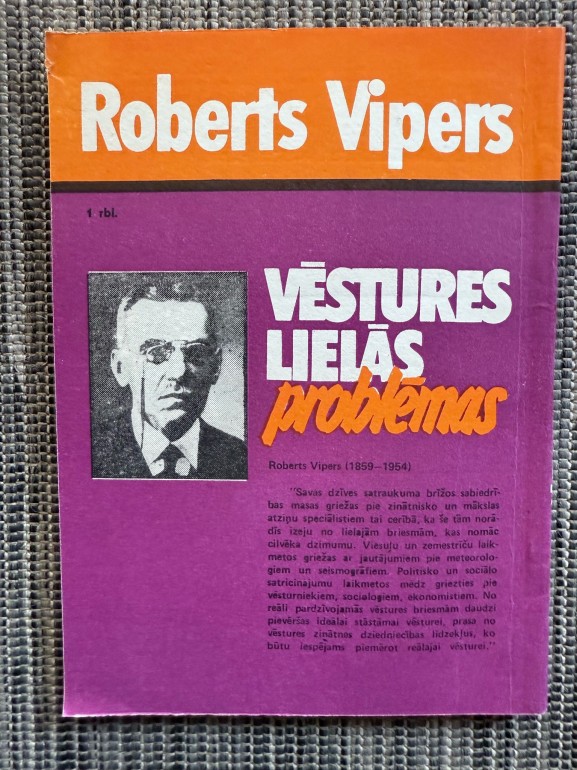 Roberts Vipers
1 rbl.
VĒSTURES
LIELĀS
problēmas
Roberts Vipers (1859—1954)
"Savas dzīves satraukuma brīžos sabiedrī-
bas masas griežas pie zinātnisko un mākslas
atziņu speciālistiem tai cerībā, ka šie tām norā-
dīs izeju no lielajām briesmām, kas nomāc
cilvēka dzimumu. Viesuļu un zemestrīču laik-
metos griežas ar jautājumiem pie meteorolo-
giem un seismogrāfiem. Politisko un sociālo
satricinājumu laikmetos mēdz griezties pie
vēsturniekiem, sociologiem, ekonomistiem. No
reāli pārdzīvojamās vēstures briesmām daudzi
pievēršas ideālai stāstāmai vēsturei, prasa no
vēstures zinātnes dziedniecības līdzekļus, ko
būtu iespējams piemērot reālajai vēsturei."